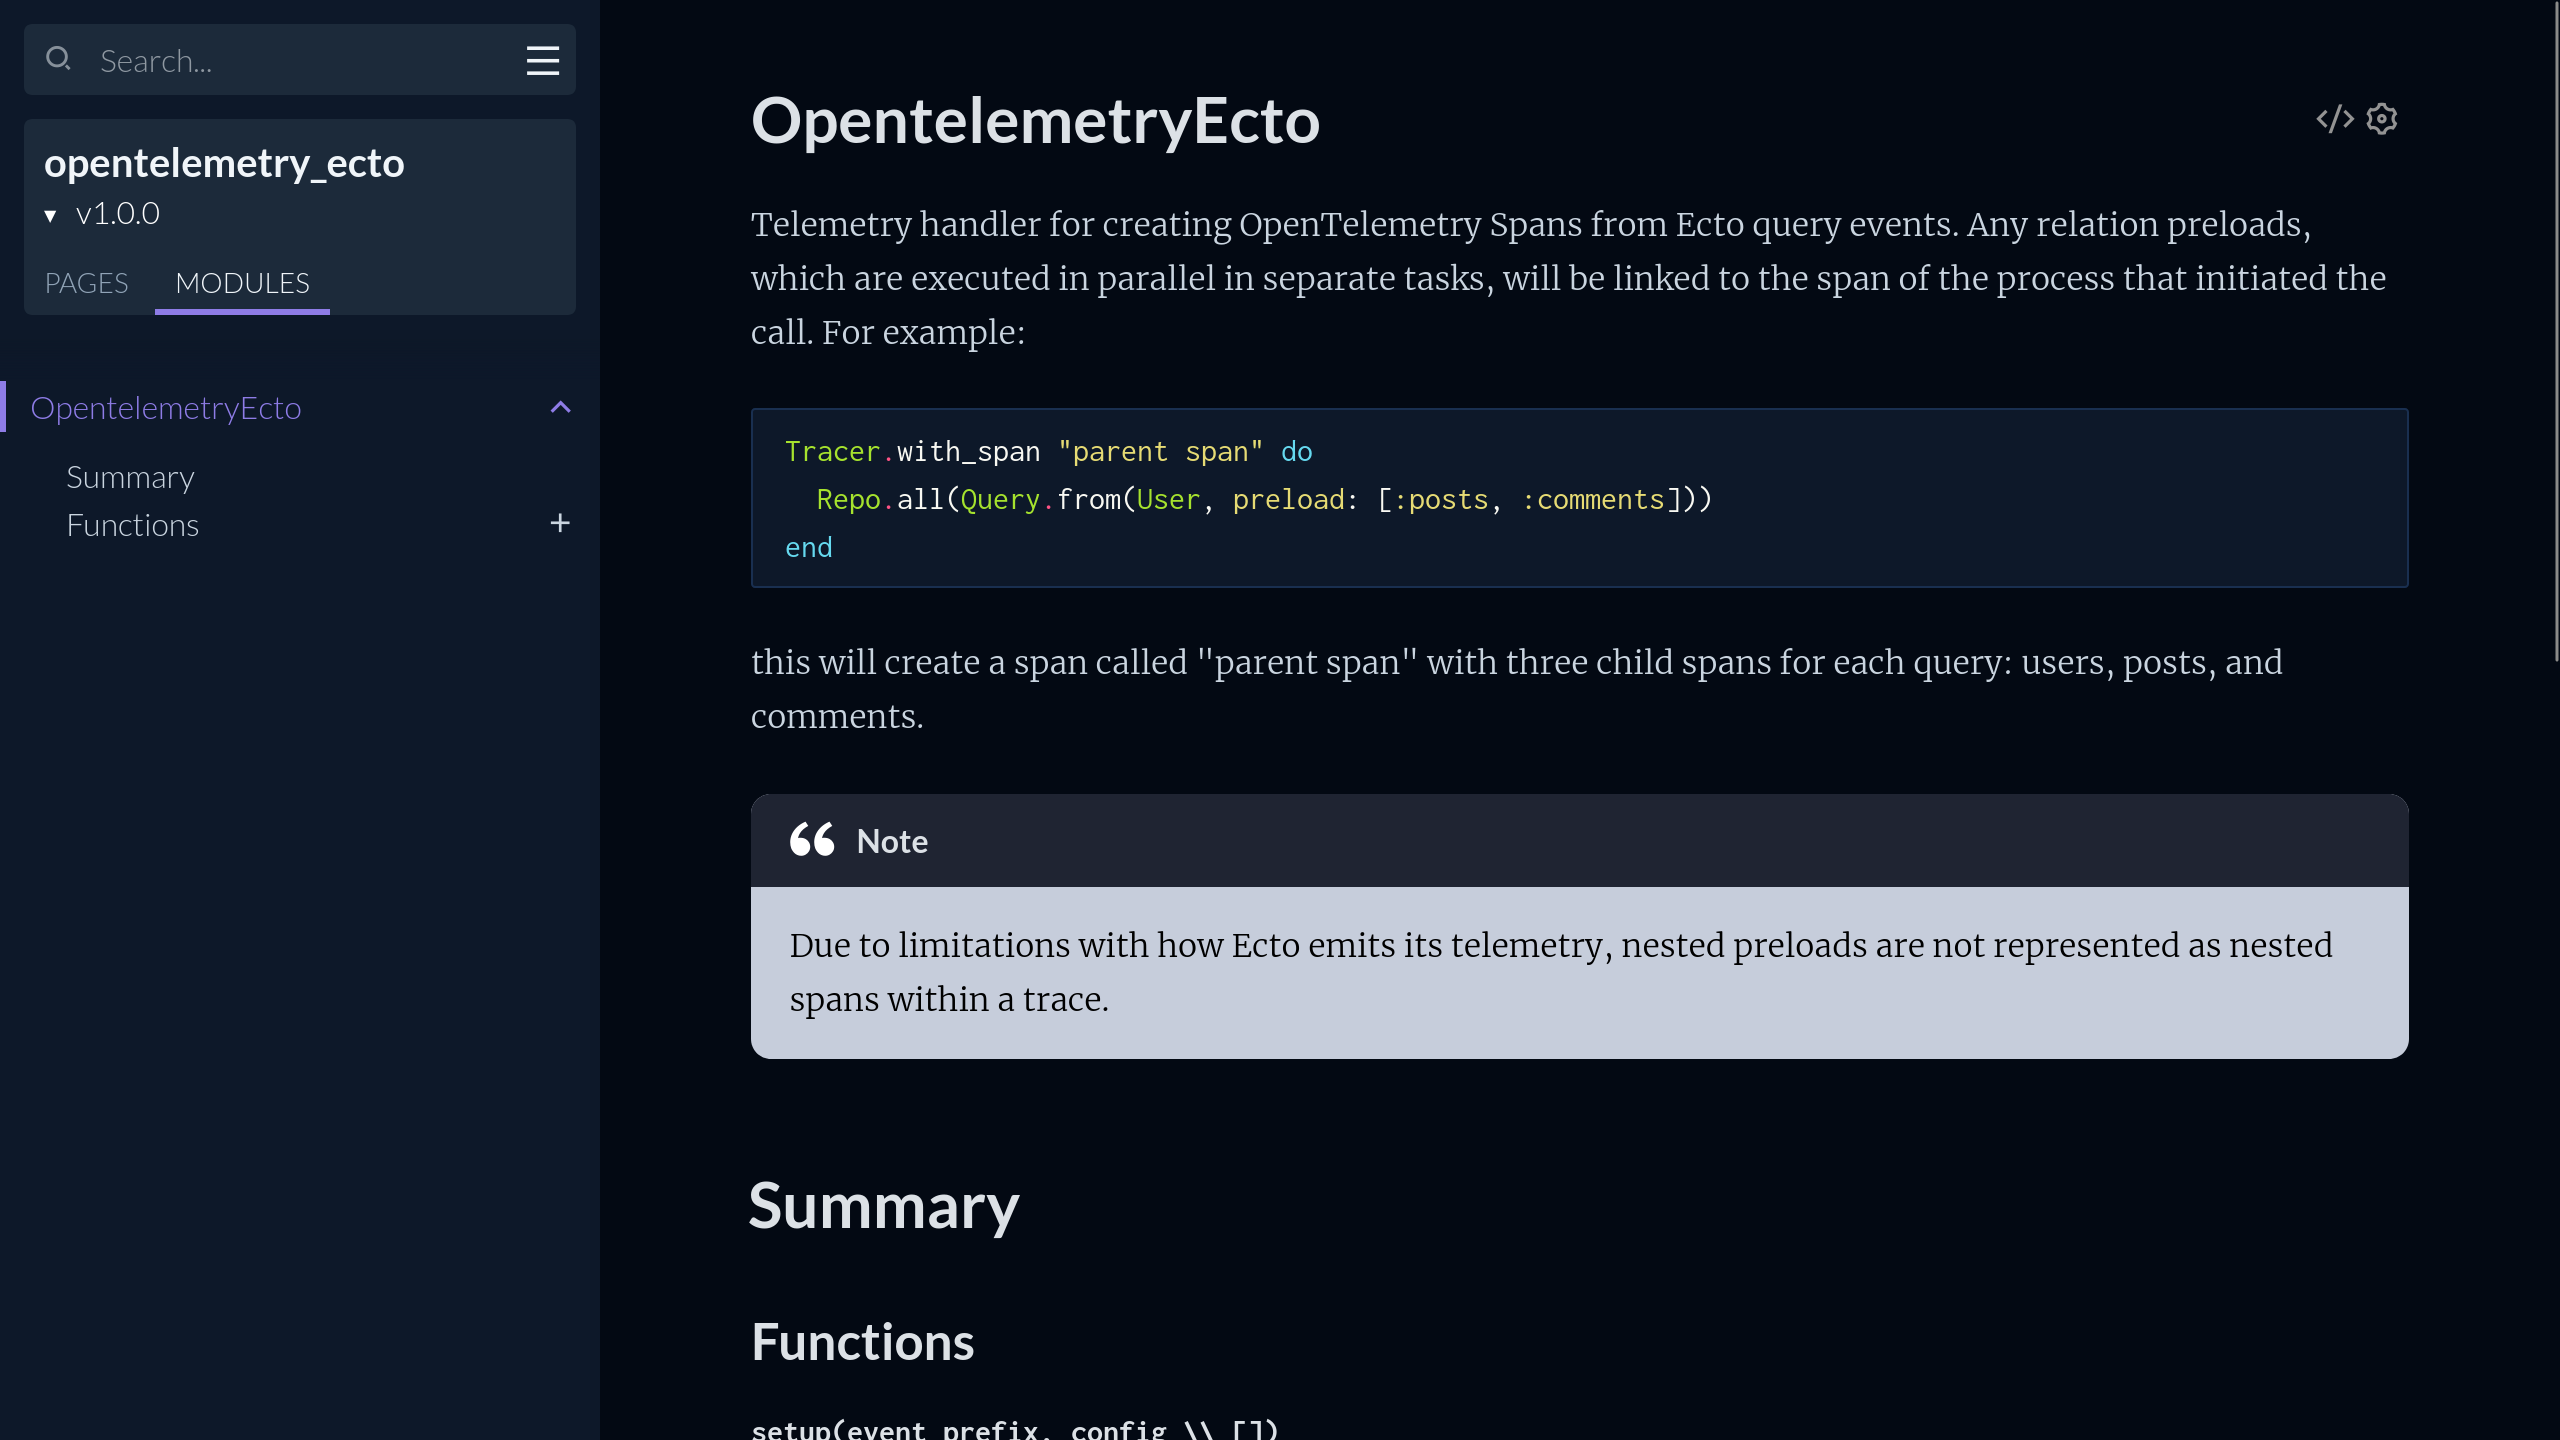 Search...
opentelemetry_ecto
v1.0.0
PAGES MODULES
OpentelemetryEcto
Summary
Functions
OpentelemetryEcto
Telemetry handler for creating OpenTelemetry Spans from Ecto query events. Any relation preloads,
which are executed in parallel in separate tasks, will be linked to the span of the process that initiated the
call. For example:
Tracer.with_span "parent span" do
  Repo.all(Query.from(User, preload: [:posts, :comments]))
end
this will create a span called "parent span" with three child spans for each query: users, posts, and
comments.
Note
Due to limitations with how Ecto emits its telemetry, nested preloads are not represented as nested
spans within a trace.
Summary
Functions
setup(event_prefix, config \\ [])